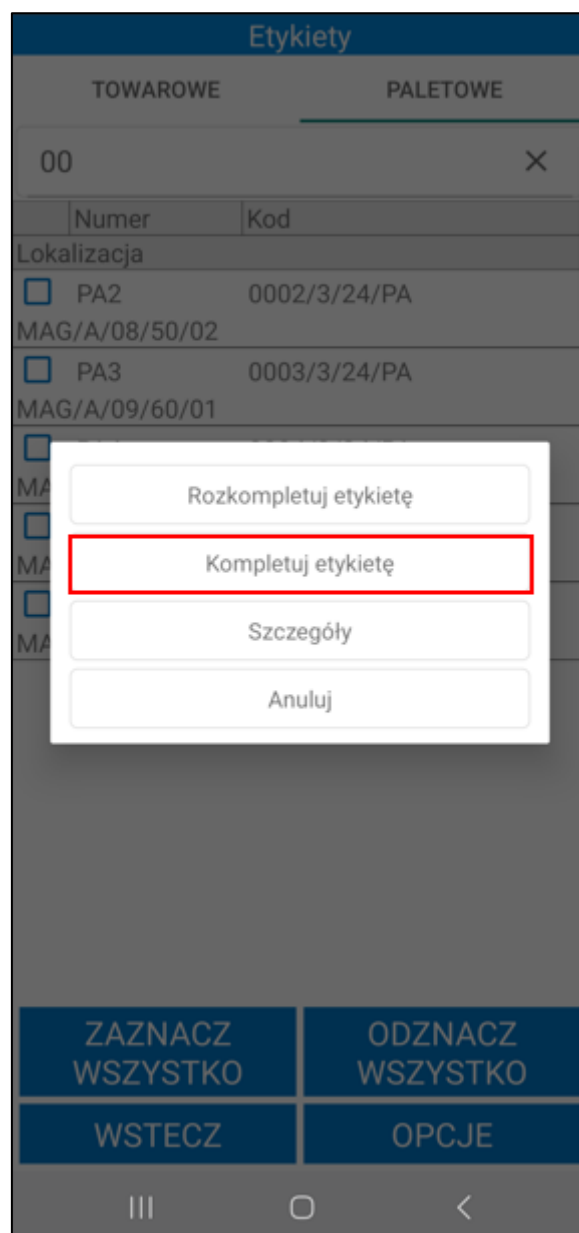 Etykiety
TOWAROWE PALETOWE
00
Numer Kod
Lokalizacja
PA2 0002/3/24/PA
MAG/A/08/50/02
PA3 0003/3/24/PA
MAG/A/09/60/01
Rozkompletuj etykietę
Kompletuj etykietę
Szczegóły
Anuluj
ZAZNACZ WSZYSTKO
ODZNACZ WSZYSTKO
WSTECZ OPCJE